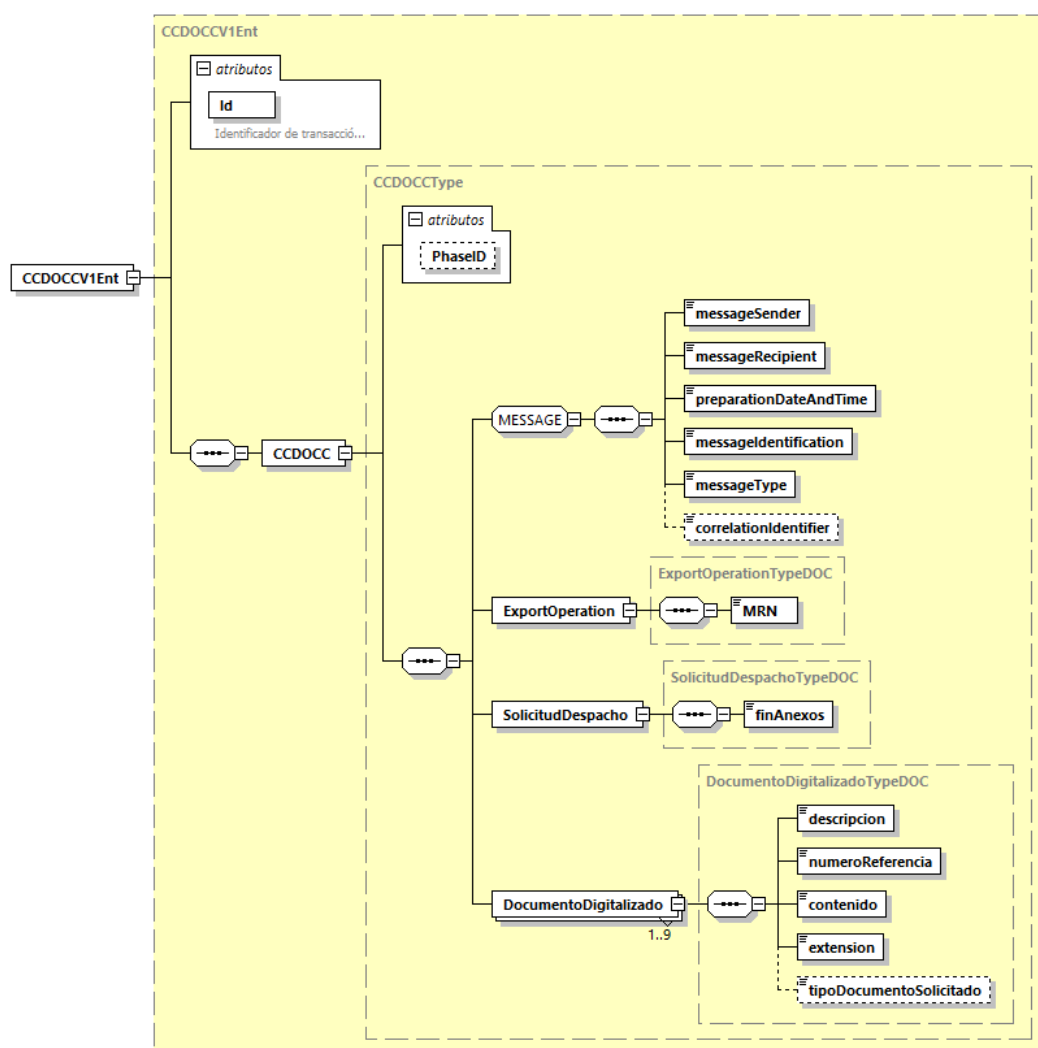 CCDOCCV1Ent
atributos
Id
Identificador de transacció...
CCDOCCType
atributos
PhaseID
CCDOCCV1Ent
messageSender
messageRecipient
MESSAGE
preparationDateAndTime
messageIdentification
CCDOCC
messageType
correlationIdentifier
ExportOperationTypeDOC
ExportOperation
MRN
SolicitudDespachoTypeDOC
SolicitudDespacho
finAnexos
DocumentoDigitalizadoTypeDOC
descripcion
numeroReferencia
DocumentoDigitalizado
contenido
1..9
extension
tipoDocumentoSolicitado